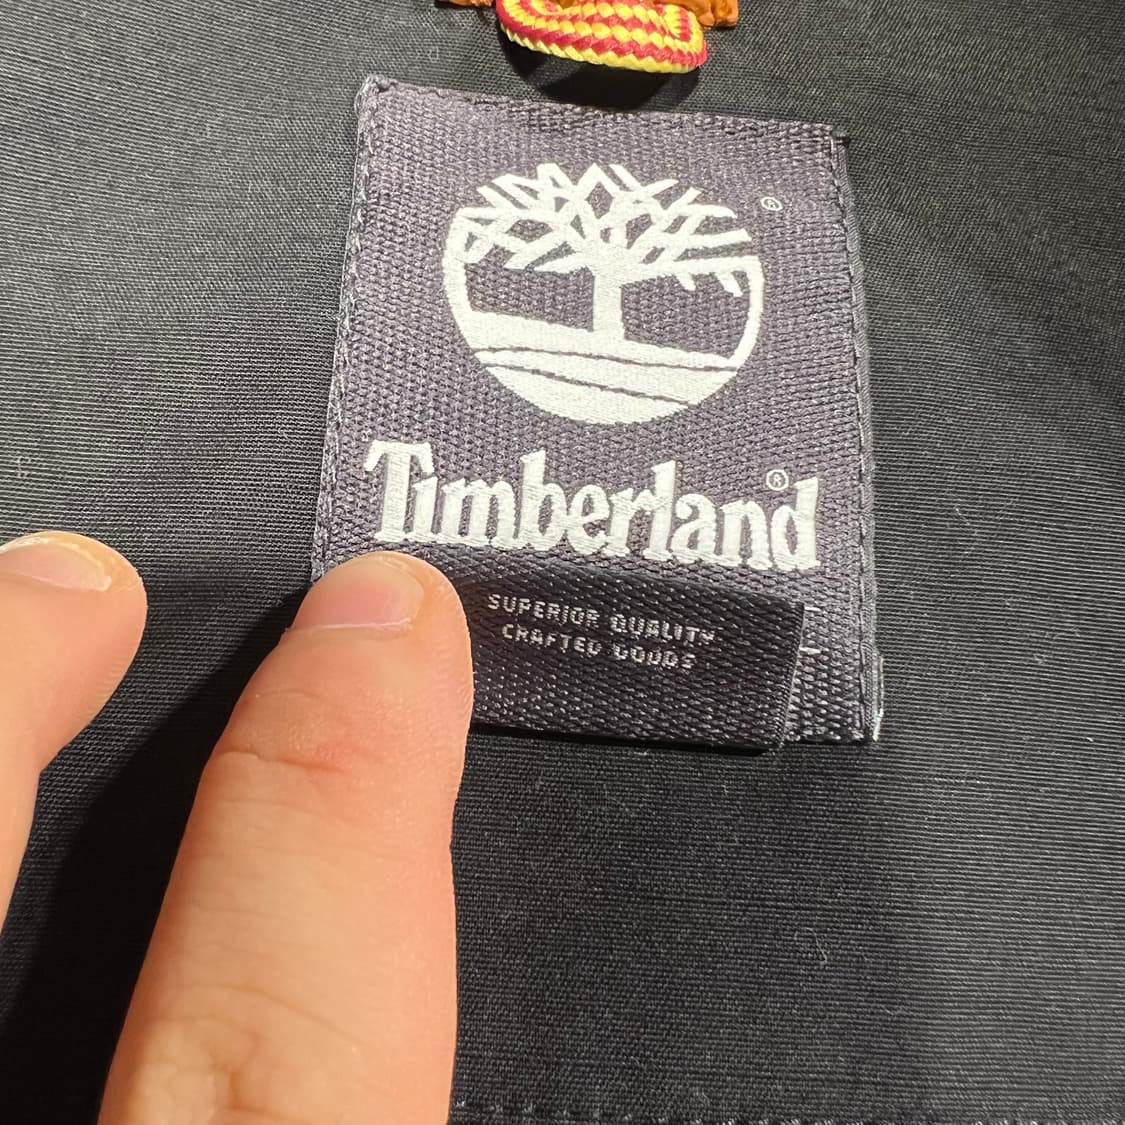 ®
Timberland®
SUPERIOR QUALITY
CRAFTED GOODS